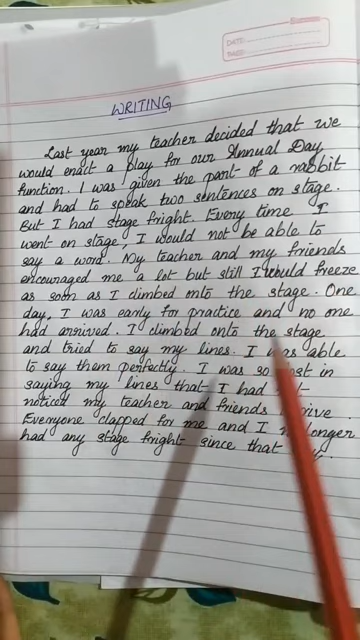 DATE
WRITING
Last year my teacher decided that we
would enact a play for our Annual Day
function. I was given the part of a rabbit
and had to speak two sentences on stage.
But I had stage fright. Every time I
went on stage, I would not be able to
say a word. My teacher and my friends
encouraged me a lot but still I would freeze
as soon as I climbed onto the stage. One
day, I was early for practice and no one
had arrived. I climbed onto the stage
and tried to say my lines. I was able
to say them perfectly. I was so lost in
saying my lines that I had
noticed my teacher and friends
Everyone clapped for me and I no longer
had any stage fright since that